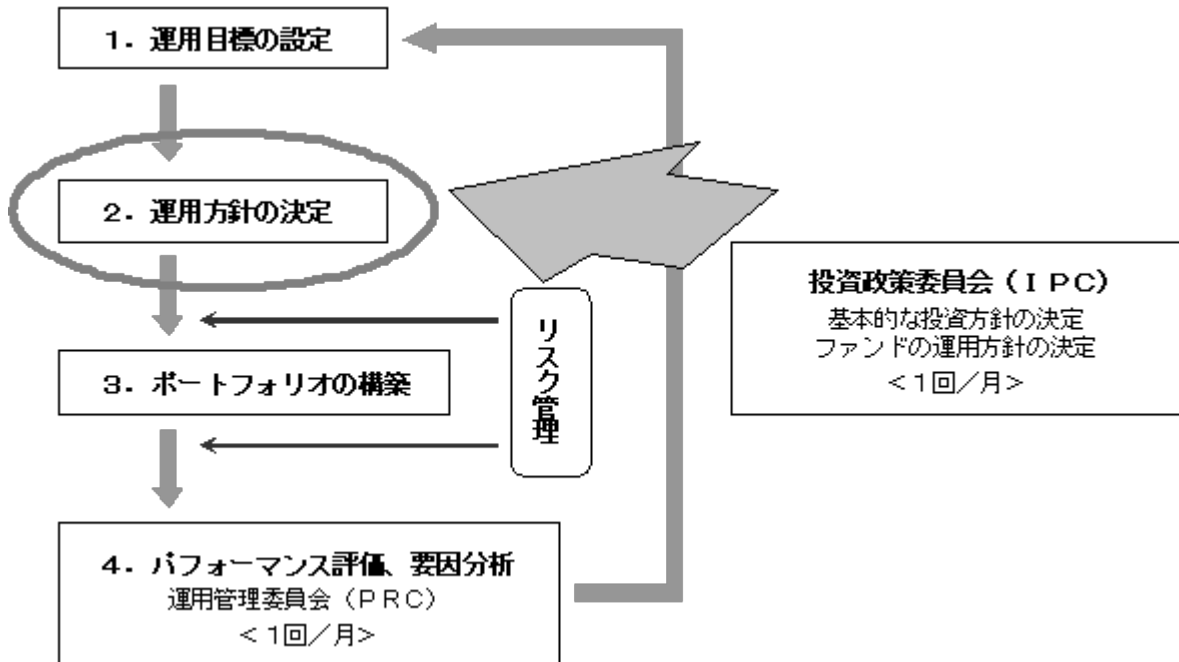 １．運用目標の設定
２．運用方針の決定
投資政策委員会（ＩＰＣ）
基本的な投資方針の決定
ファンドの運用方針の決定
＜１回／月＞
リスク管理
３．ポートフォリオの構築
４．パフォーマンス評価、要因分析
運用管理委員会（ＰＲＣ）
＜１回／月＞